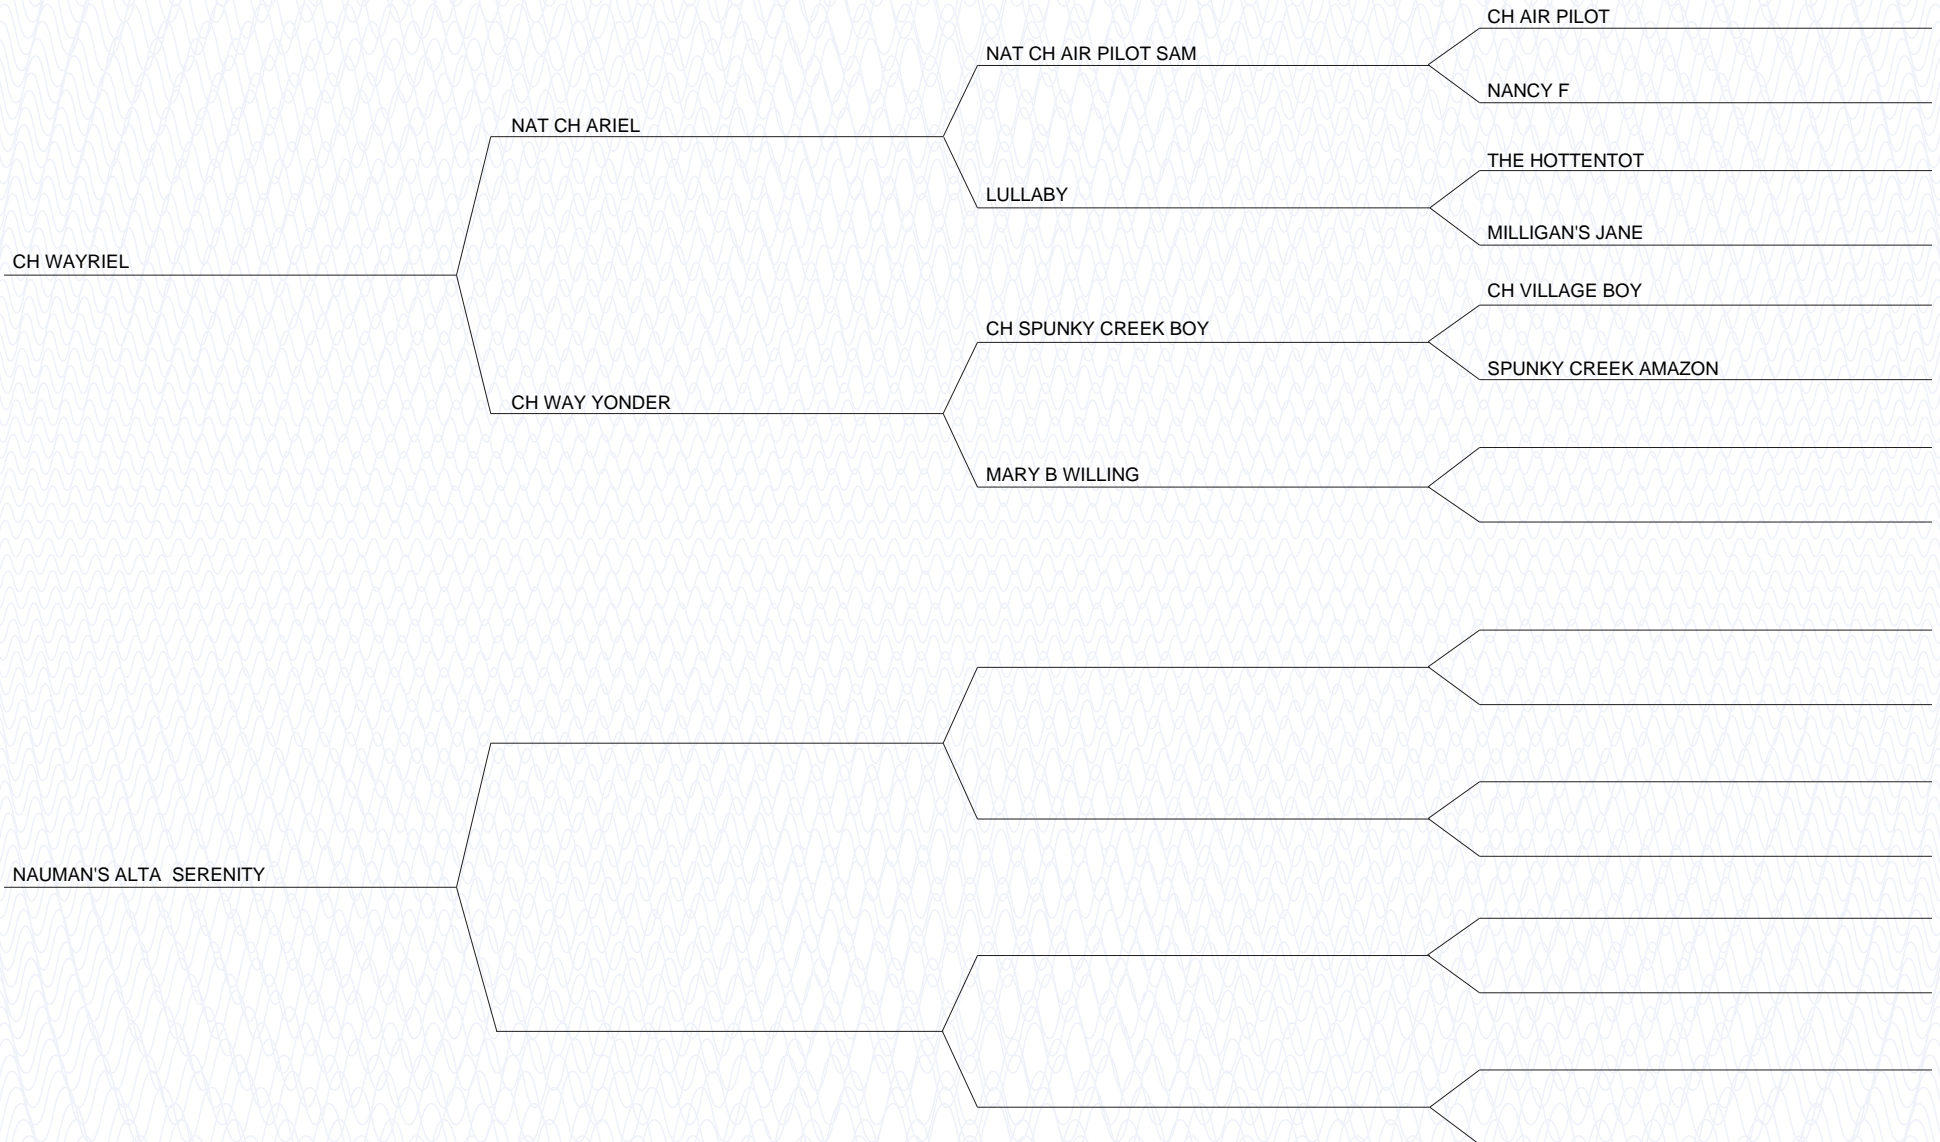 CH AIR PILOT
NAT CH AIR PILOT SAM
NANCY F
NAT CH ARIEL
THE HOTTENTOT
LULLABY
MILLIGAN'S JANE
CH WAYRIEL
CH VILLAGE BOY
CH SPUNKY CREEK BOY
SPUNKY CREEK AMAZON
CH WAY YONDER
MARY B WILLING
NAUMAN'S ALTA  SERENITY